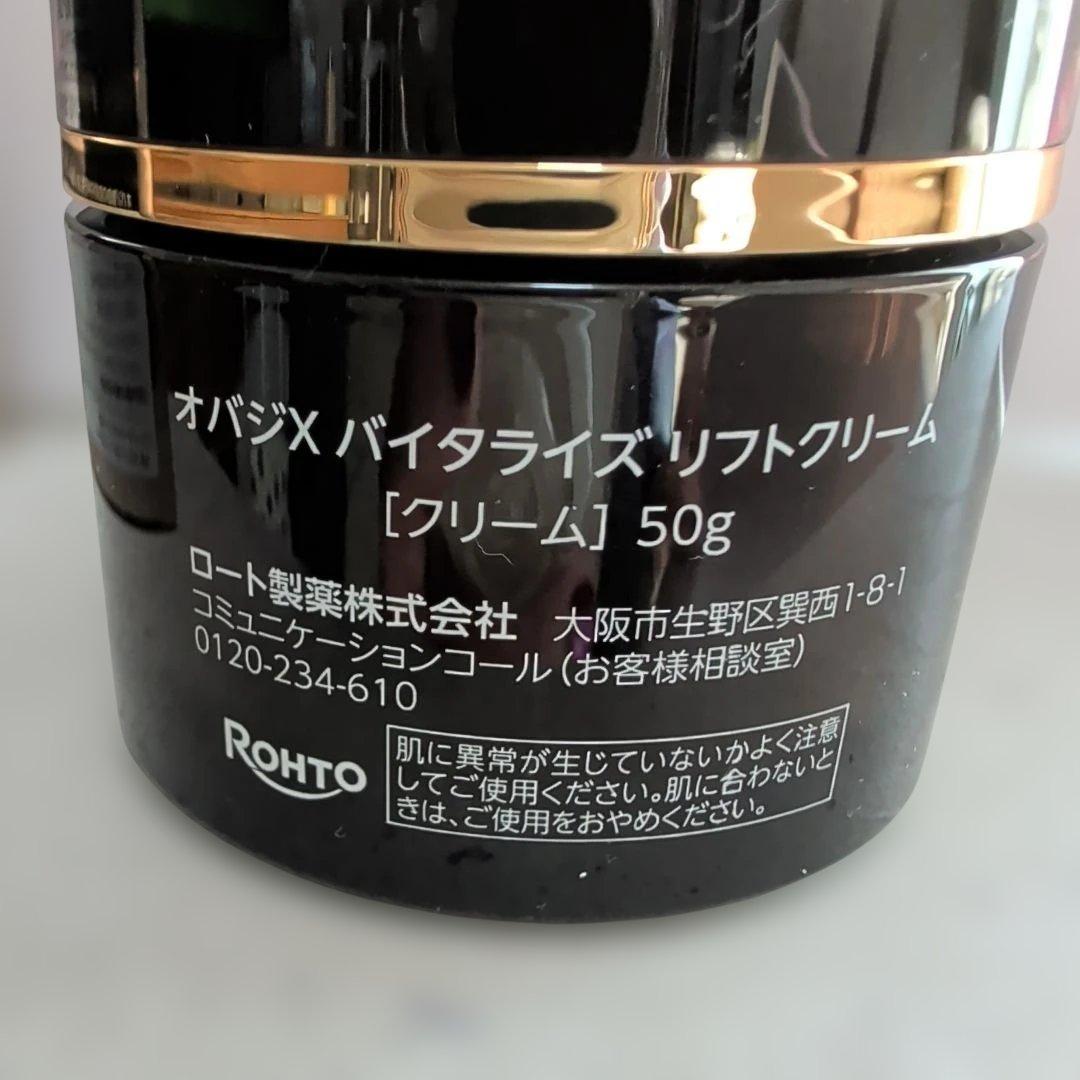 オバジX バイタライズ リフトクリーム
[クリーム] 50g
ロート製薬株式会社 大阪市生野区巽西1-8-1
コミュニケーションコール(お客様相談室)
0120-234-610
ROHTO
肌に異常が生じていないかよく注意
してご使用ください。肌に合わないと
きは、ご使用をおやめください。